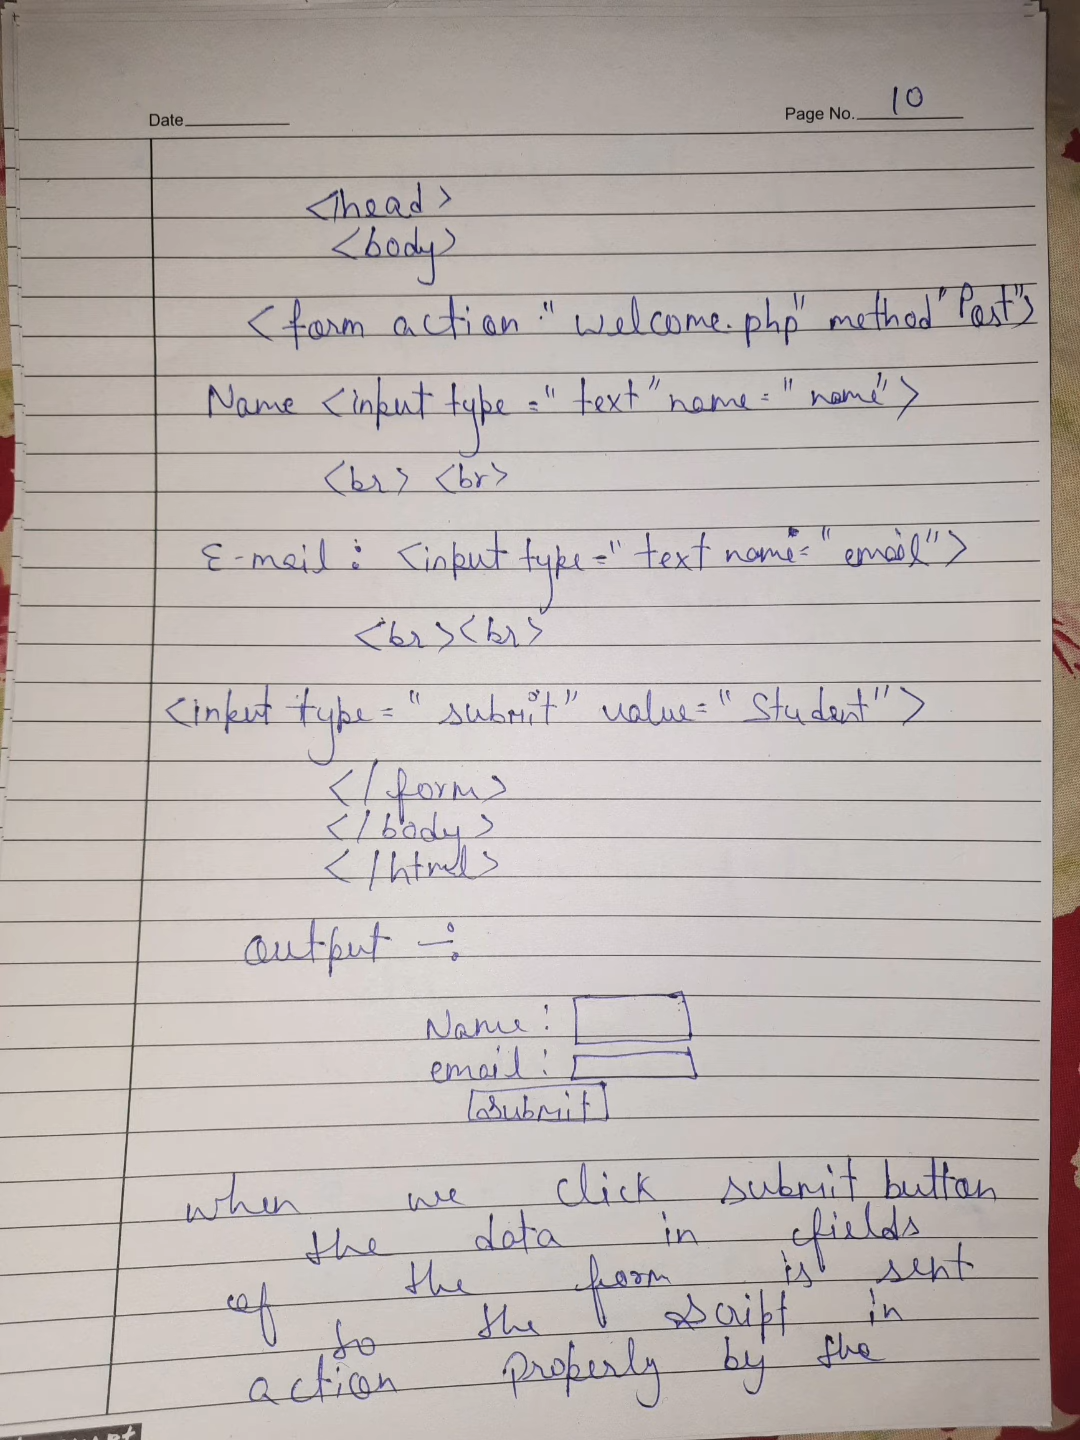 Date
Page No. 10
</head>
<body>
<form action :" welcome.php" method "Post">
Name <input type =" text" name = " name">
<br> <br>
E-mail : <input type =" text name = " email">
<br> <br>
<input type = " submit" value = " Student">
</form>
</body>
</html>
output ÷
Name :
email :
submit
when we click submit button
the data in fields
of the form is sent
to the script in
action properly by the